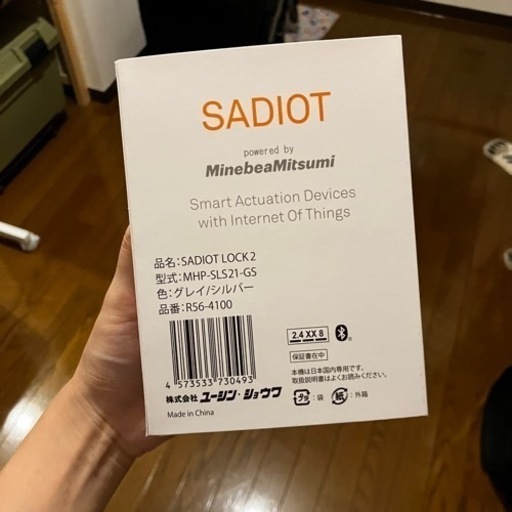 SADIOT
powered by
MinebeaMitsumi
Smart Actuation Devices
with Internet Of Things
品名：SADIOT LOCK 2
型式：MHP-SLS21-GS
色：グレイ/シルバー
品番：R56-4100
4 573533 730493
2.4 XX 8
保証書在中
本機は日本国内専用です。
取扱説明書はよくお読みください。
株式会社 ユーシン・ショウワ
プラ：袋 紙：外箱
Made in China